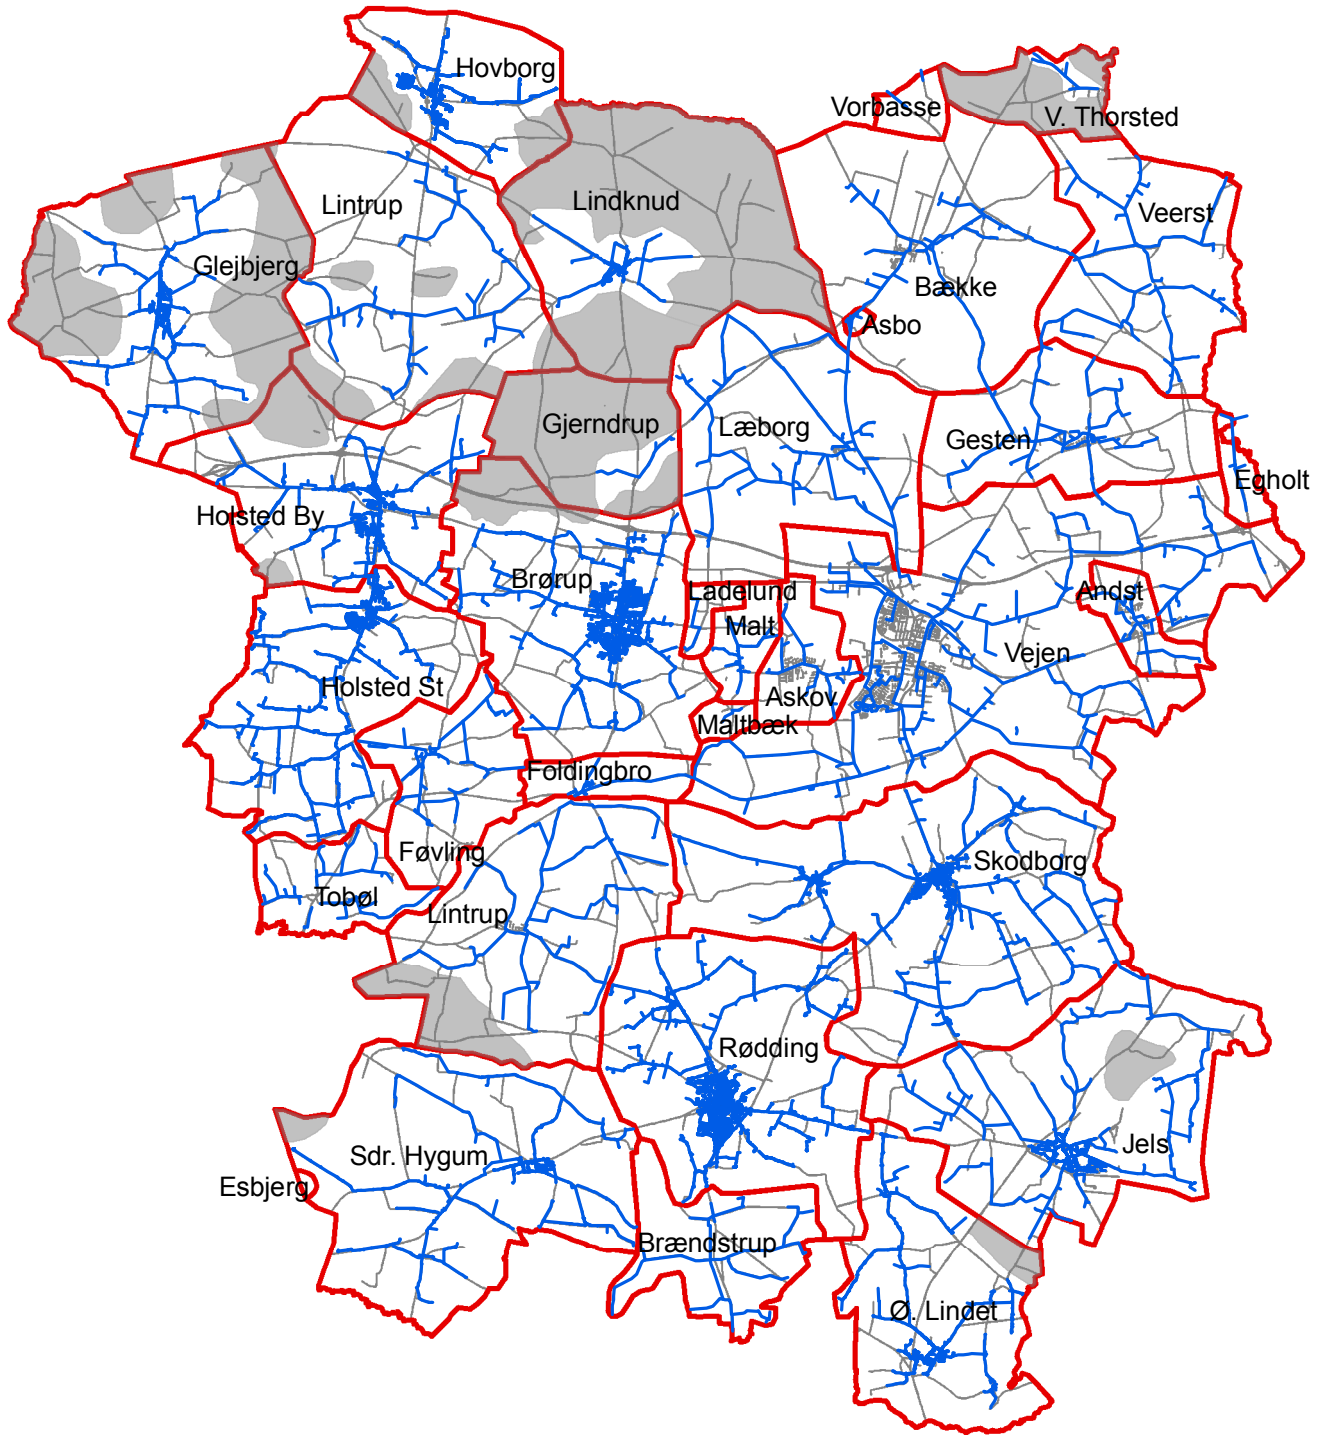 Hovborg
Vorbasse
V. Thorsted
Lintrup
Lindknud
Veerst
Glejbjerg
Bække
Asbo
Gjerndrup
Læborg
Gesten
Egholt
Holsted By
Brørup
Ladelund
Andst
Malt
Vejen
Holsted St
Askov
Maltbæk
Foldingbro
Føvling
Skodborg
Tobøl
Lintrup
Rødding
Jels
Sdr. Hygum
Esbjerg
Brændstrup
Ø. Lindet